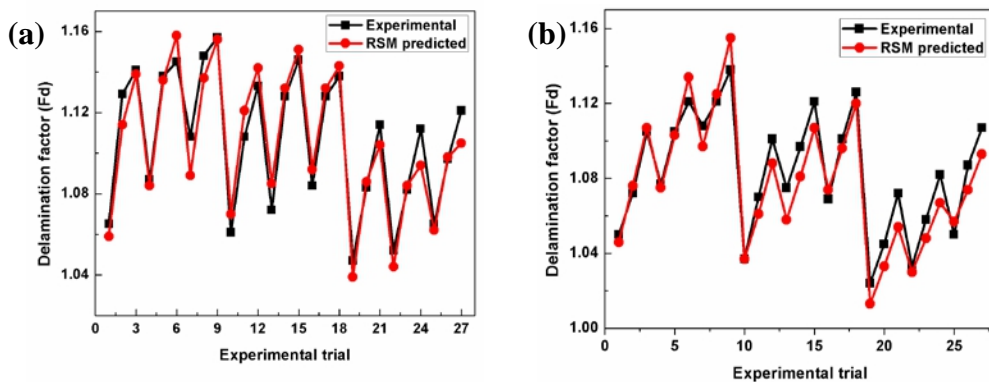 (a)
Delamination factor (Fd)
1.16
1.12
1.08
1.04
Experimental
RSM predicted
0 3 6 9 12 15 18 21 24 27
Experimental trial
(b)
Delamination factor (Fd)
1.16
1.12
1.08
1.04
1.00
Experimental
RSM predicted
0 5 10 15 20 25
Experimental trial